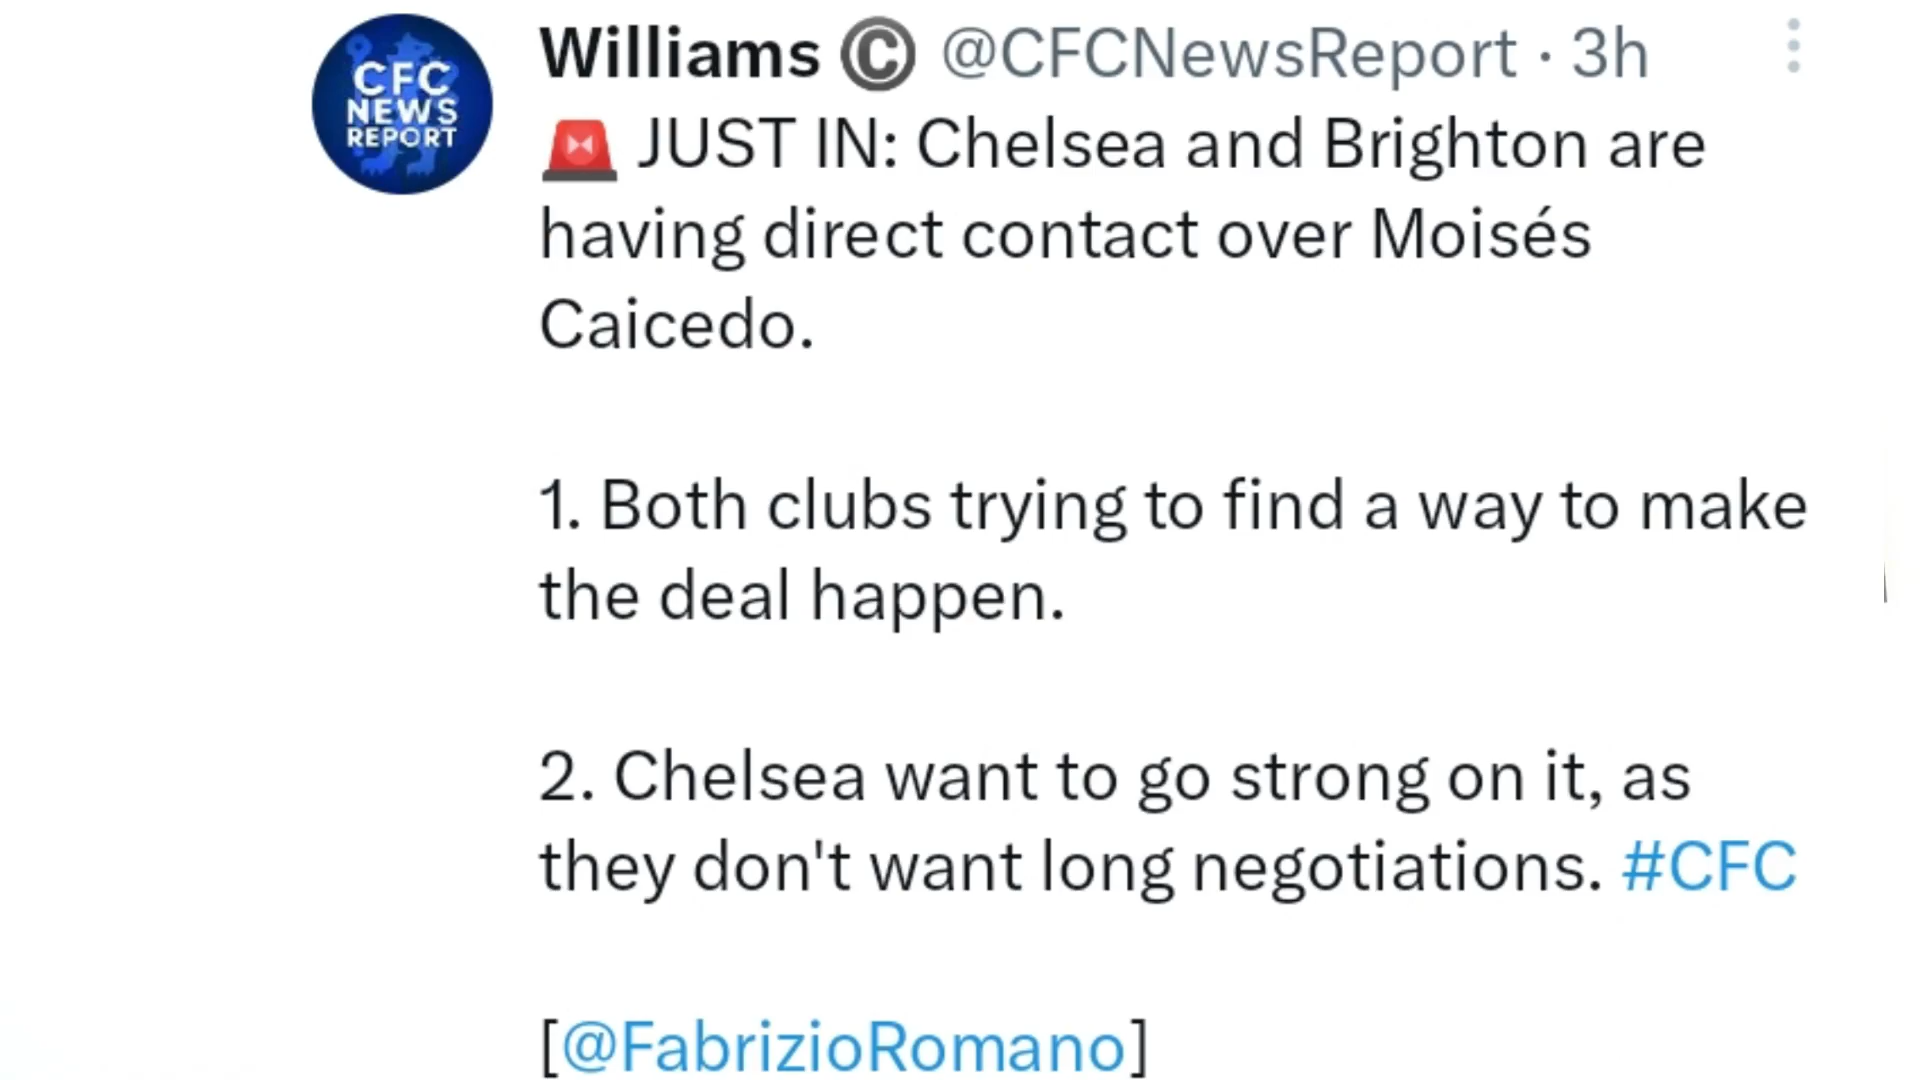 CFC
NEWS
REPORT
Williams © @CFCNewsReport · 3h
🚨 JUST IN: Chelsea and Brighton are
having direct contact over Moisés
Caicedo.
1. Both clubs trying to find a way to make
the deal happen.
2. Chelsea want to go strong on it, as
they don't want long negotiations. #CFC
[@FabrizioRomano]